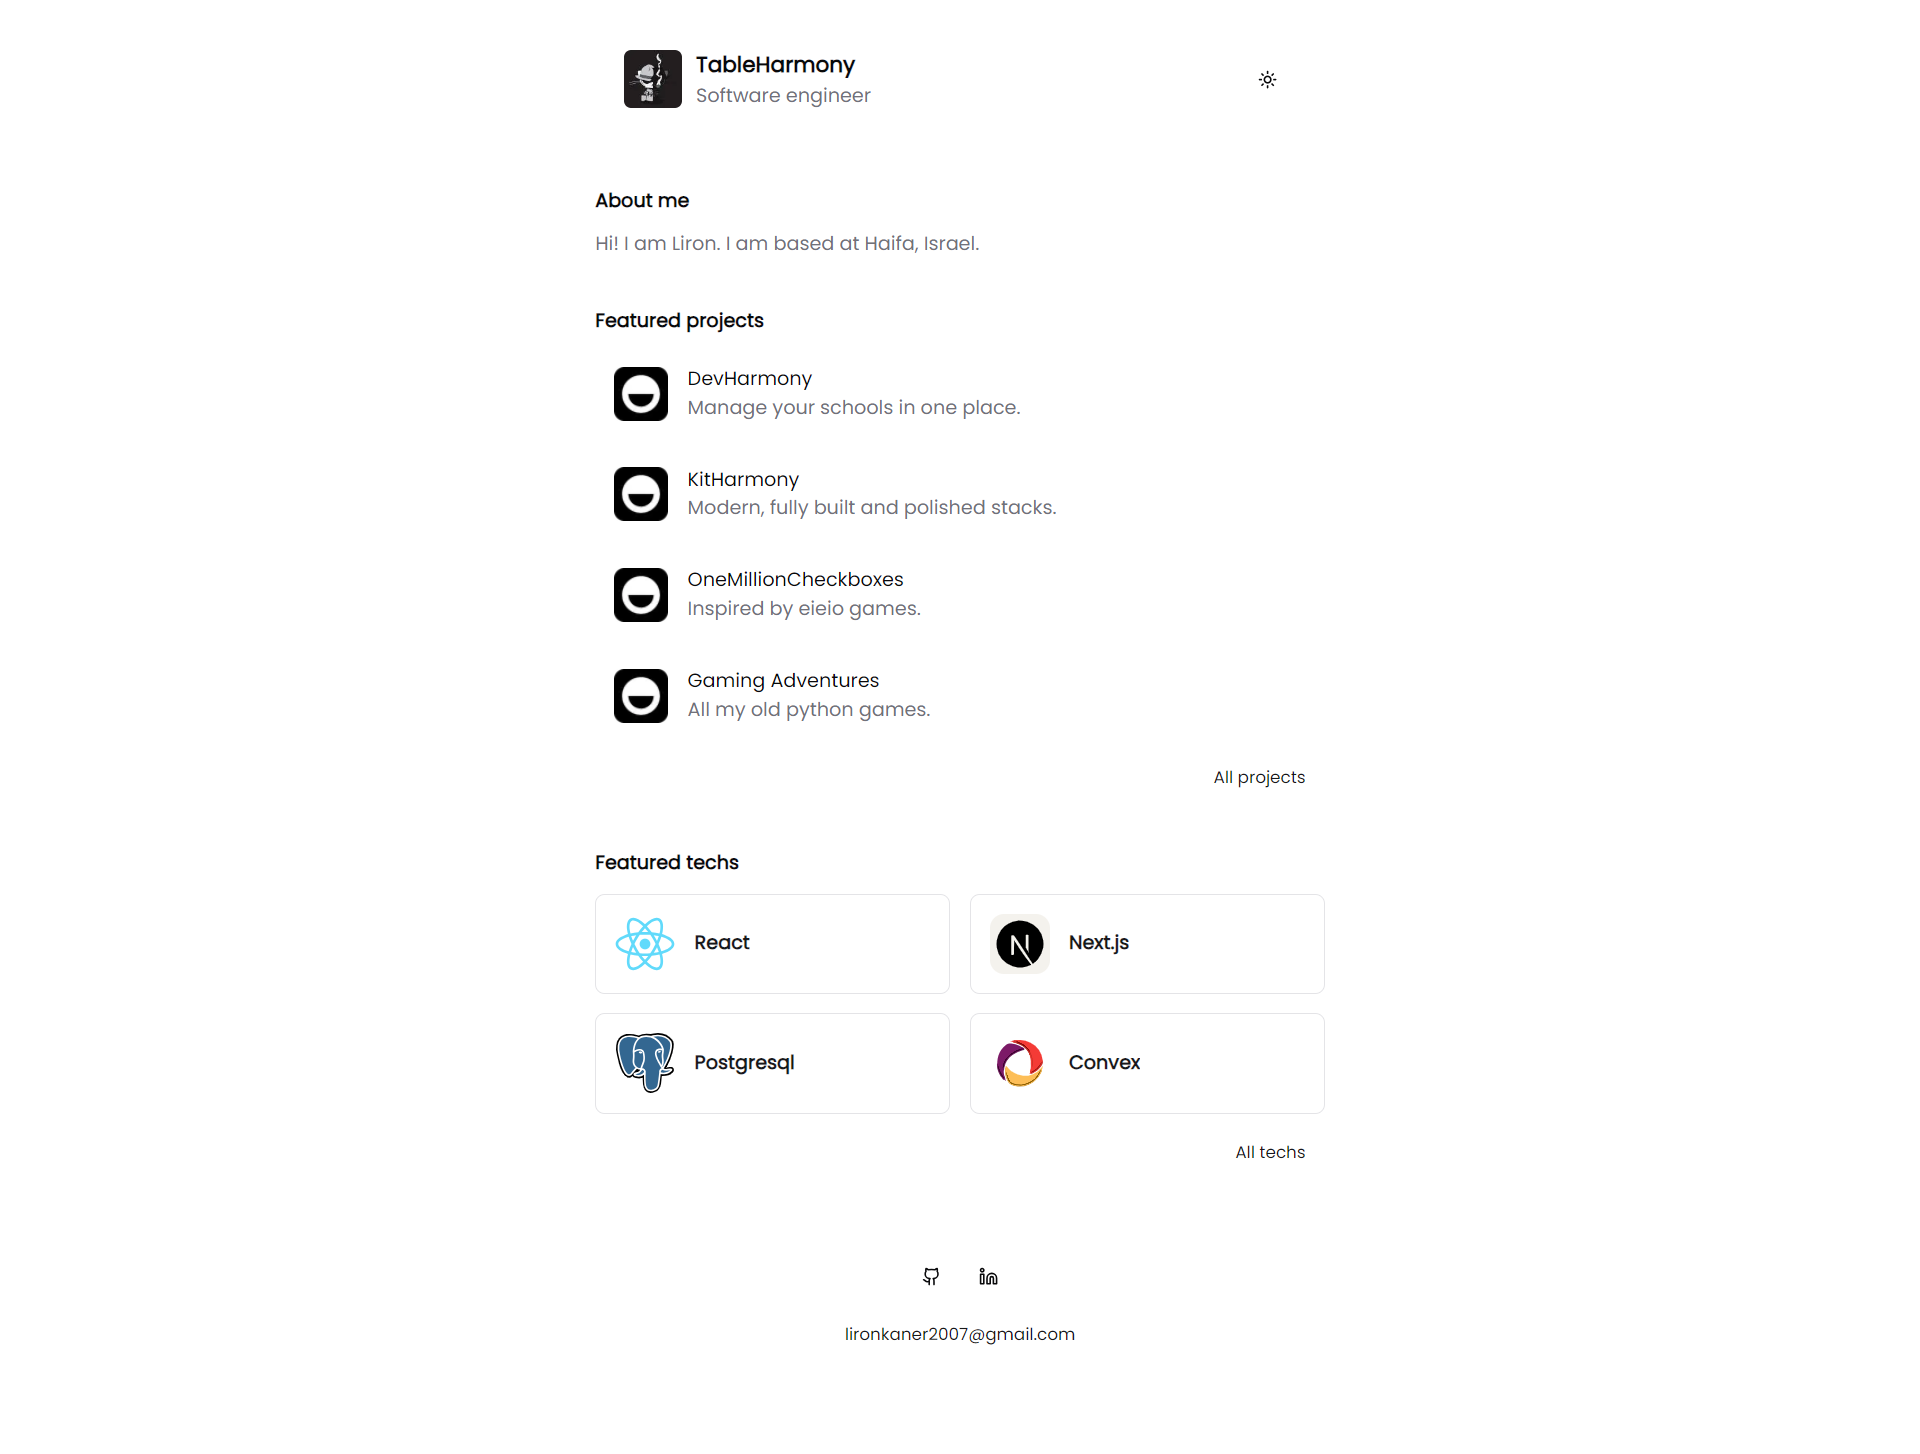 TableHarmony
Software engineer
About me
Hi! I am Liron. I am based at Haifa, Israel.
Featured projects
DevHarmony
Manage your schools in one place.
KitHarmony
Modern, fully built and polished stacks.
OneMillionCheckboxes
Inspired by eieio games.
Gaming Adventures
All my old python games.
All projects
Featured techs
React
Next.js
Postgresql
Convex
All techs
lironkaner2007@gmail.com